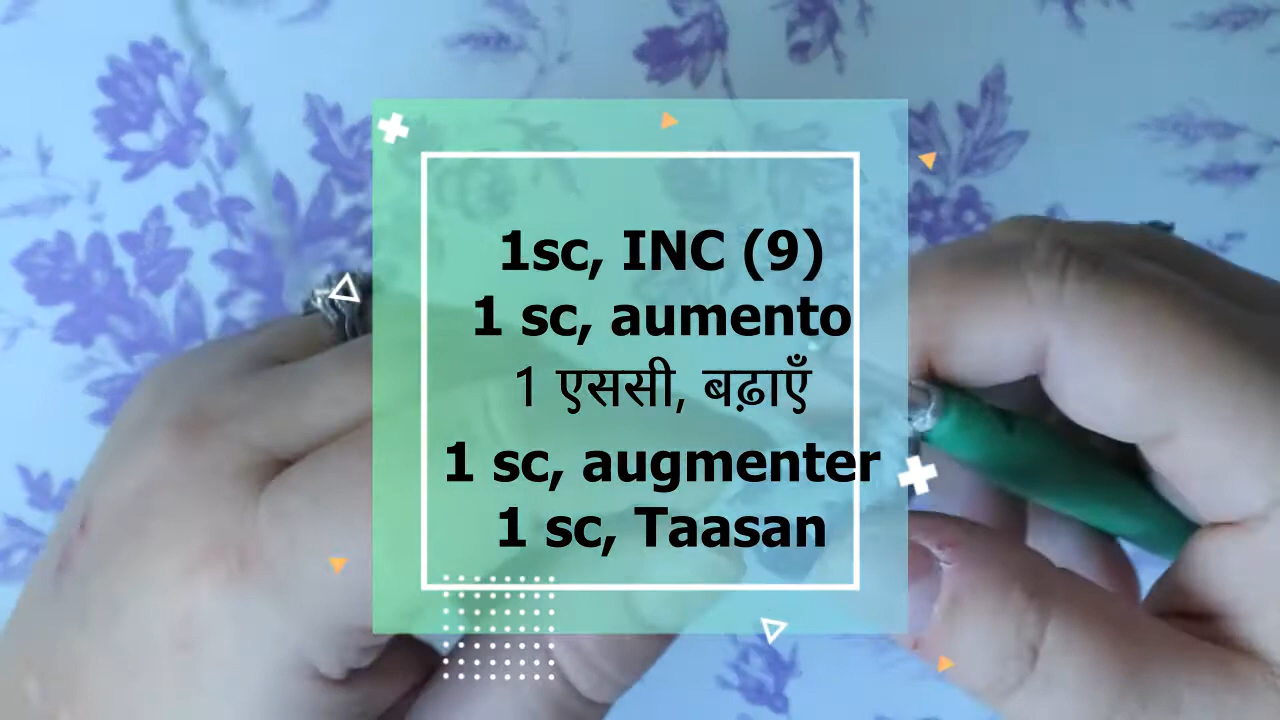 1sc, INC (9)
1 sc, aumento
1 एससी, बढ़ाएँ
1 sc, augmenter
1 sc, Taasan